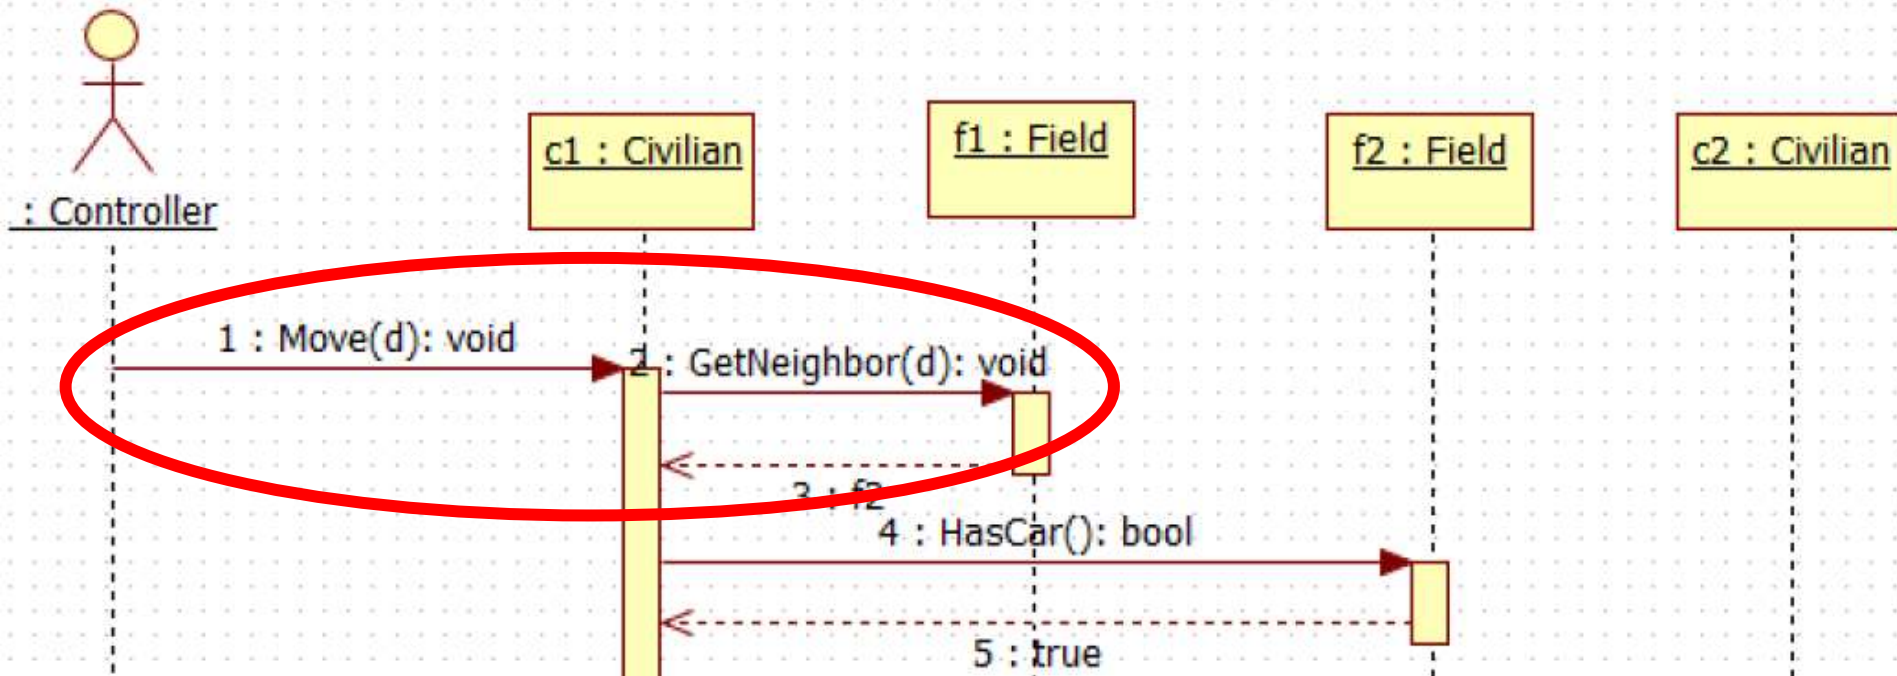 f1 : Field
c1 : Civilian
f2 : Field
c2 : Civilian
: Controller
1 : Move(d): void
2 : GetNeighbor(d): void
3 : f2
4 : HasCar(): bool
5 : true